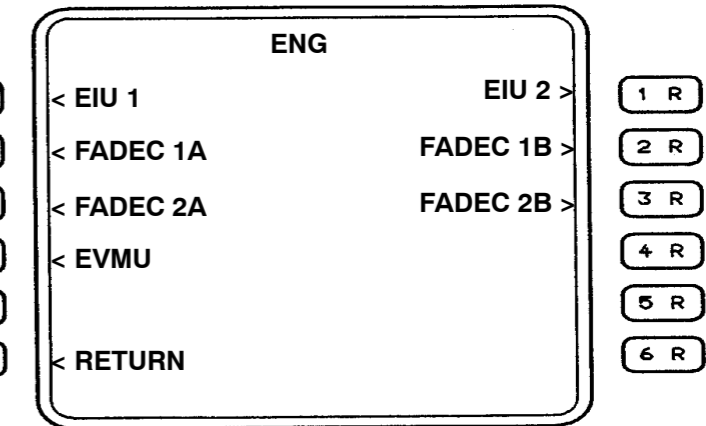 ENG
< EIU 1 EIU 2 > 1 R
< FADEC 1A FADEC 1B > 2 R
< FADEC 2A FADEC 2B > 3 R
< EVMU 4 R
5 R
< RETURN 6 R